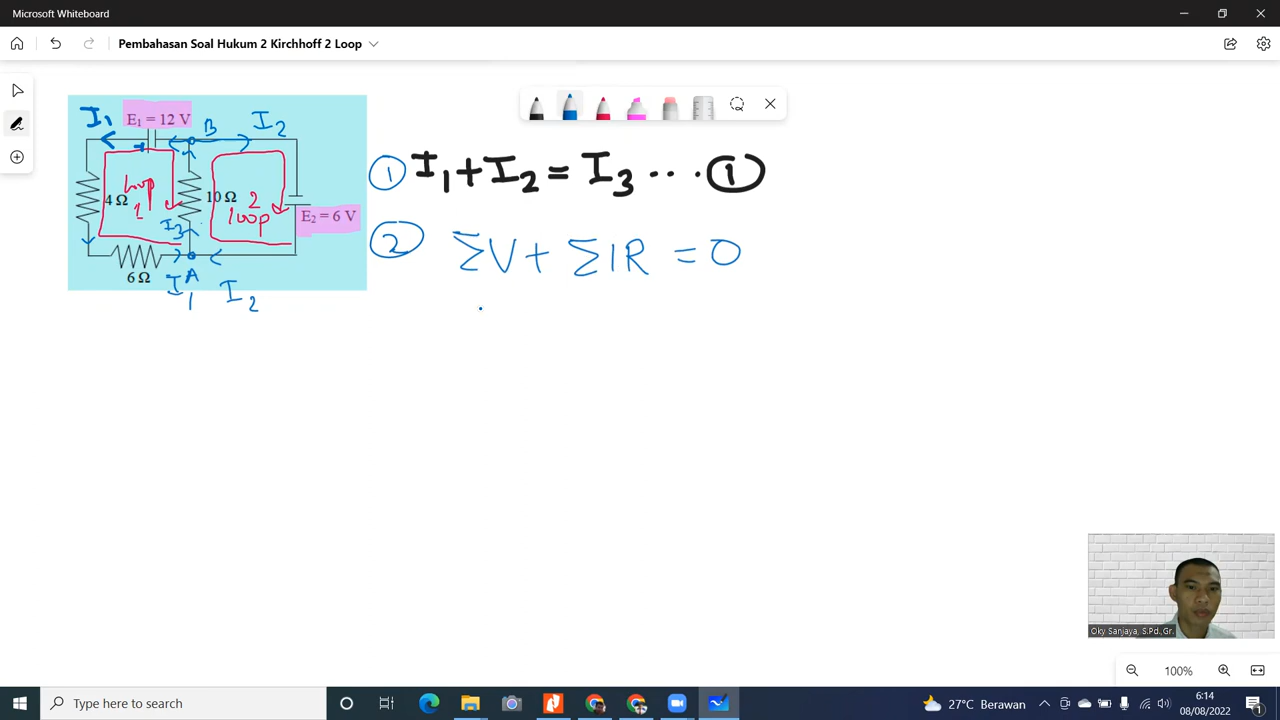 Microsoft Whiteboard
Pembahasan Soal Hukum 2 Kirchhoff 2 Loop
I1
E₁ = 12 V
B
I2
4 Ω
Loop
1
10 Ω
2
loop
E₂ = 6 V
I3
6 Ω
I1
A
I2
① I1 + I2 = I3 ... ①
② ΣV + ΣIR = 0
Oky Sanjaya, S.Pd.,Gr.
100%
Type here to search
27°C Berawan
6:14
08/08/2022
1